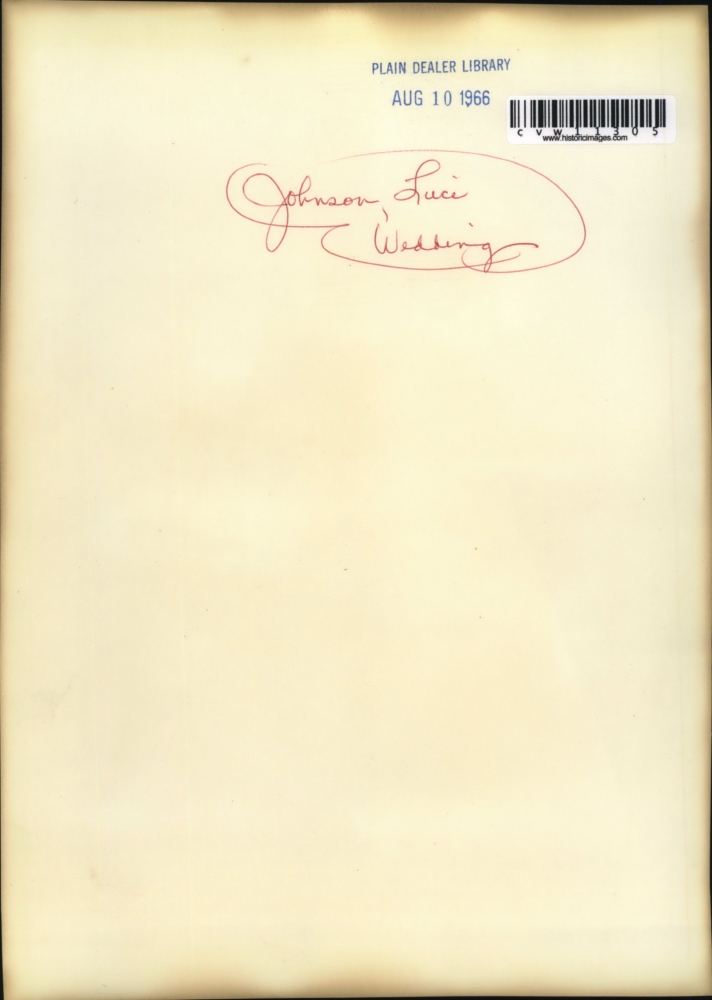 PLAIN DEALER LIBRARY
AUG 10 1966
cvw11305
www.historicimages.com
Johnson, Luci
Wedding